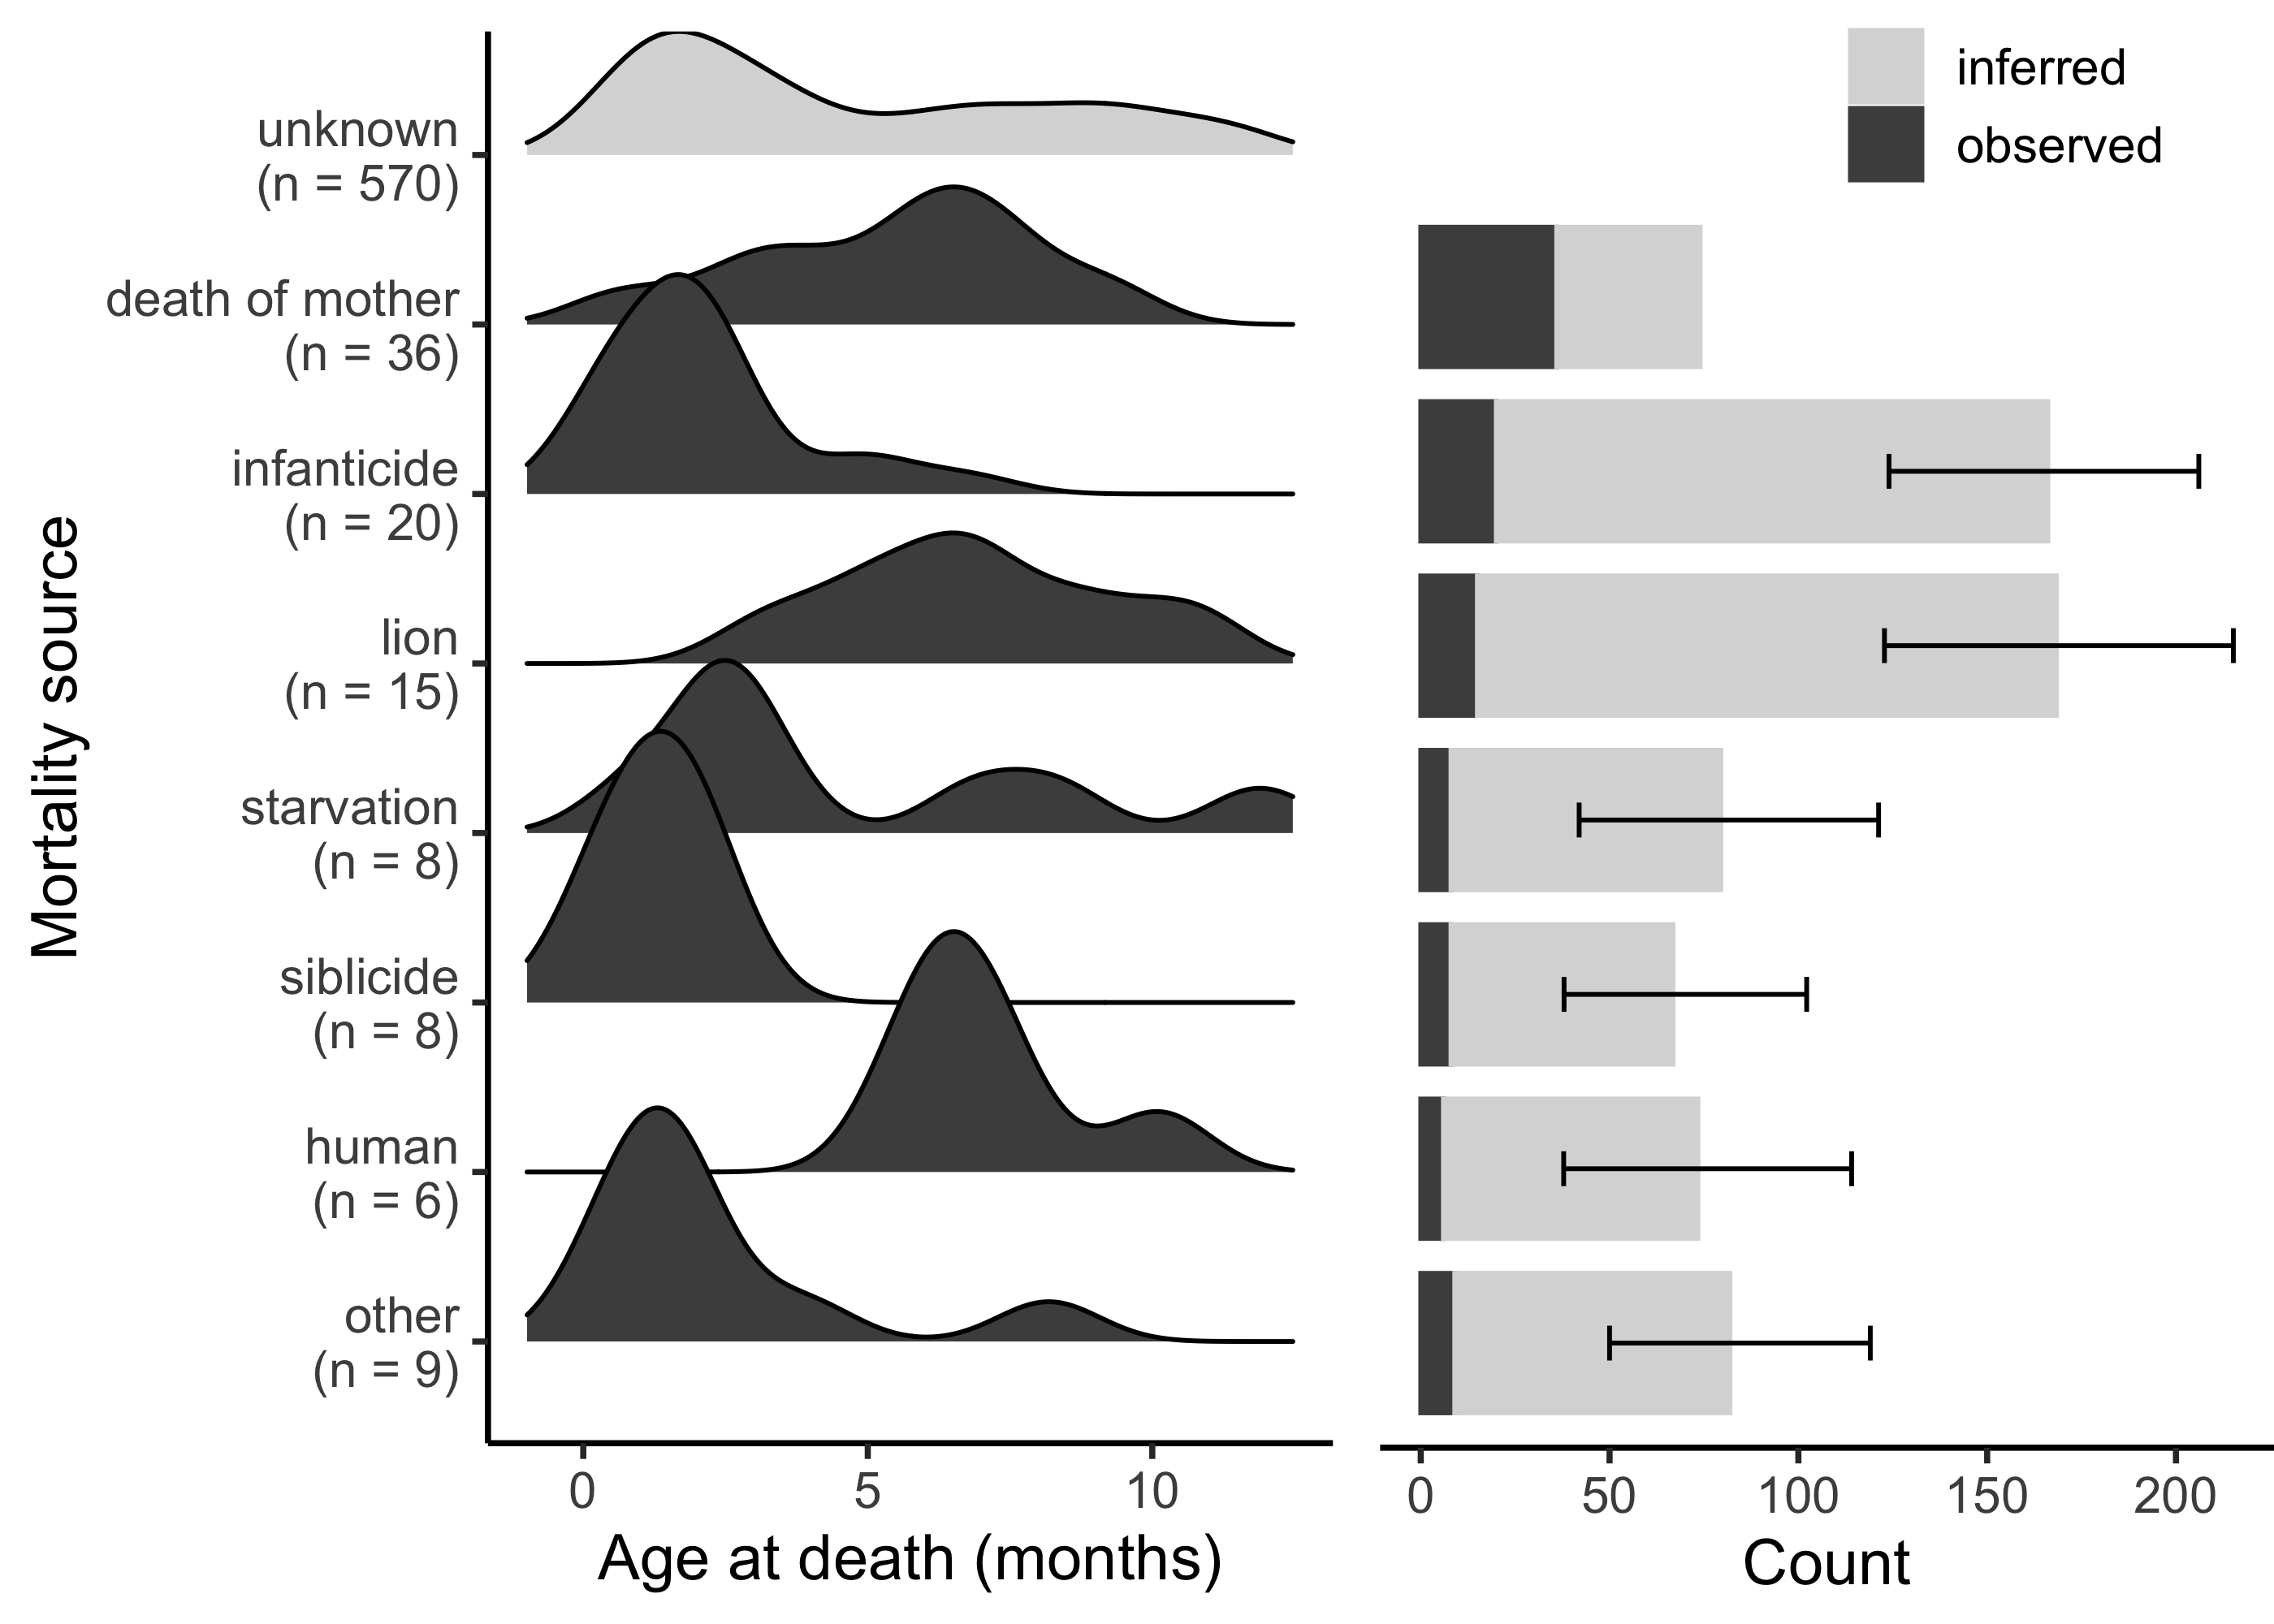 Mortality source
unknown
(n = 570)
death of mother
(n = 36)
infanticide
(n = 20)
lion
(n = 15)
starvation
(n = 8)
siblicide
(n = 8)
human
(n = 6)
other
(n = 9)
0 5 10
Age at death (months)
inferred
observed
0 50 100 150 200
Count